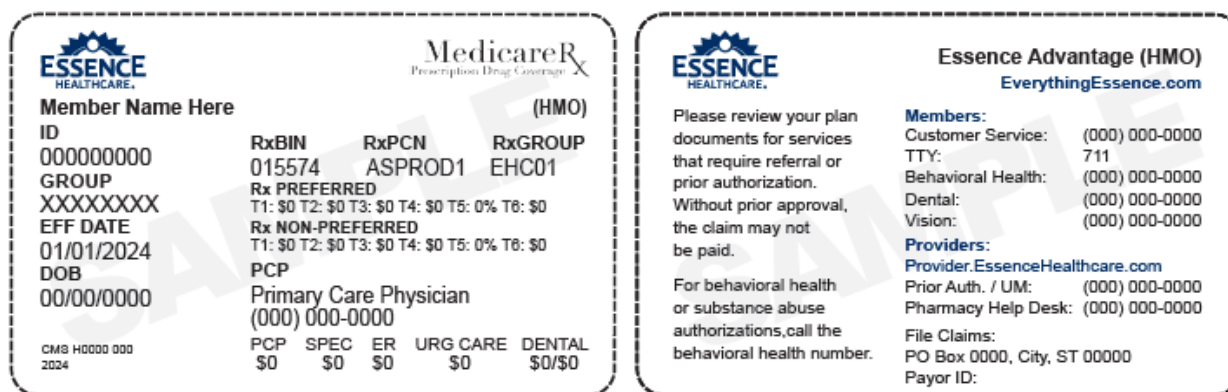 ESSENCE
HEALTHCARE®
MedicareRx
Prescription Drug Coverage
Member Name Here (HMO)
ID
000000000
GROUP
XXXXXXXX
EFF DATE
01/01/2024
DOB
00/00/0000
CMS H0000 000
2024
RxBIN RxPCN RxGROUP
015574 ASPROD1 EHC01
Rx PREFERRED
T1: $0 T2: $0 T3: $0 T4: $0 T5: 0% T6: $0
Rx NON-PREFERRED
T1: $0 T2: $0 T3: $0 T4: $0 T5: 0% T6: $0
PCP
Primary Care Physician
(000) 000-0000
PCP SPEC ER URG CARE DENTAL
$0 $0 $0 $0 $0/$0
SAMPLE
ESSENCE
HEALTHCARE®
Essence Advantage (HMO)
EverythingEssence.com
Please review your plan
documents for services
that require referral or
prior authorization.
Without prior approval,
the claim may not
be paid.
For behavioral health
or substance abuse
authorizations,call the
behavioral health number.
Members:
Customer Service: (000) 000-0000
TTY: 711
Behavioral Health: (000) 000-0000
Dental: (000) 000-0000
Vision: (000) 000-0000
Providers:
Provider.EssenceHealthcare.com
Prior Auth. / UM: (000) 000-0000
Pharmacy Help Desk: (000) 000-0000
File Claims:
PO Box 0000, City, ST 00000
Payor ID:
SAMPLE